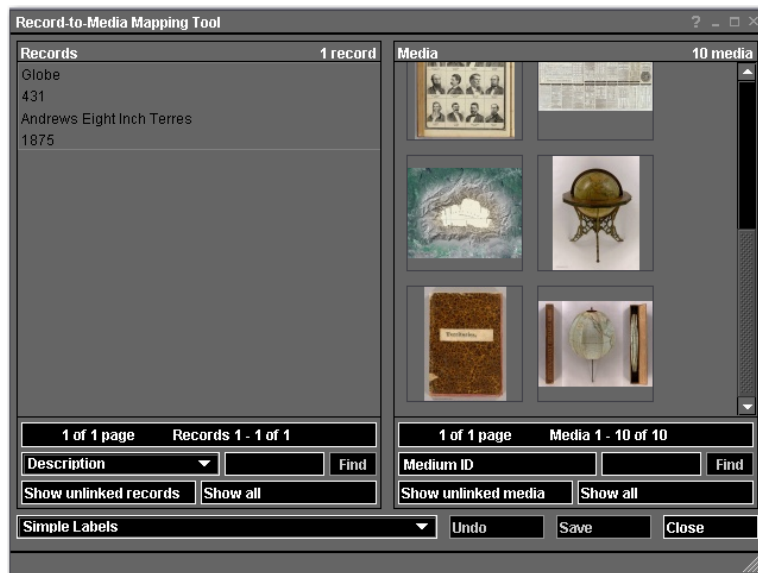 Record-to-Media Mapping Tool
Records 1 record
Globe
431
Andrews Eight Inch Terres
1875
Media 10 media
1 of 1 page Records 1 - 1 of 1
Description Find
Show unlinked records Show all
1 of 1 page Media 1 - 10 of 10
Medium ID Find
Show unlinked media Show all
Simple Labels Undo Save Close